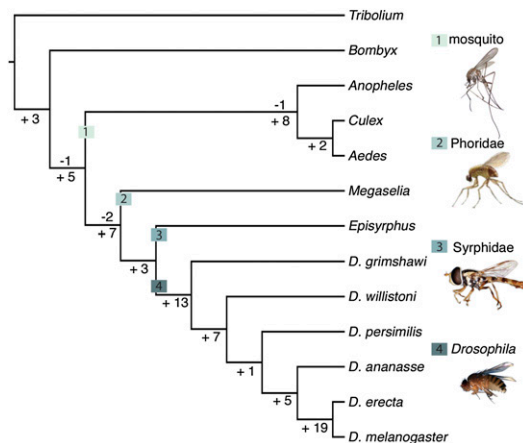 Tribolium
1 mosquito
Bombyx
+ 3
Anopheles
-1
+ 8
Culex
1
+ 2
Aedes
-1
+ 5
2 Phoridae
Megaselia
2
-2
+ 7
Episyrphus
3
3 Syrphidae
+ 3
D. grimshawi
4
+ 13
D. willistoni
+ 7
D. persimilis
4 Drosophila
+ 1
D. ananasse
+ 5
D. erecta
+ 19
D. melanogaster